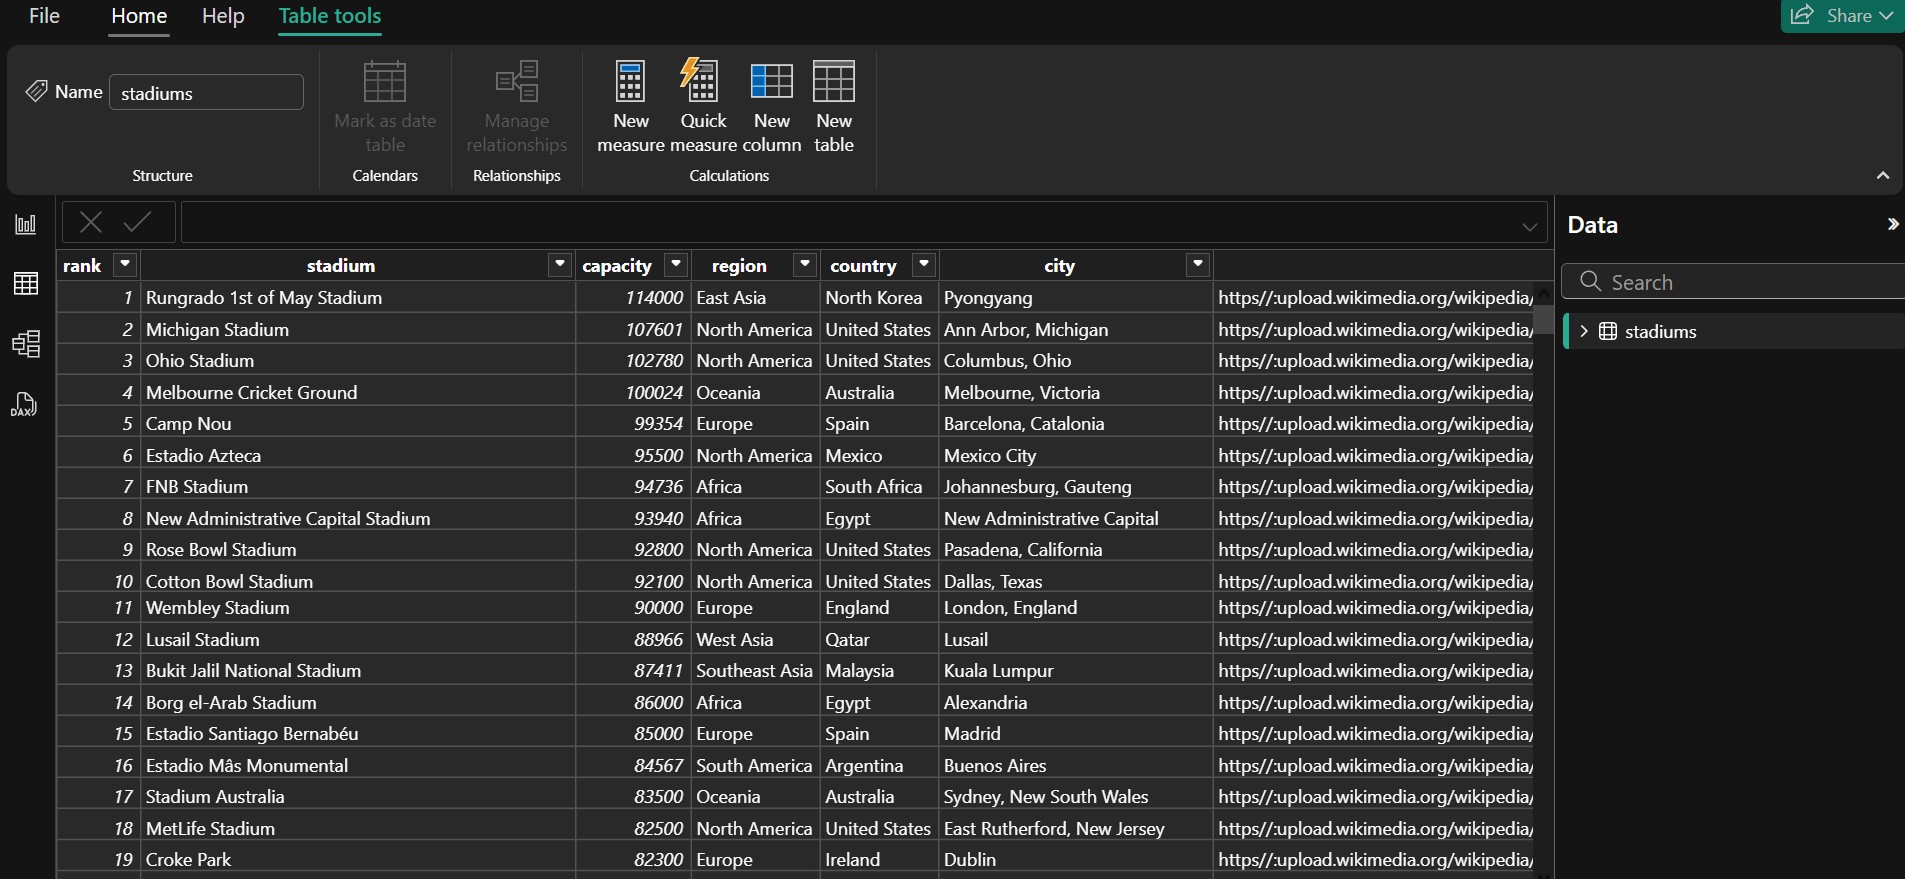 File Home Help Table tools Share
Name stadiums
Mark as date table
Manage relationships
New measure
Quick measure
New column
New table
Structure Calendars Relationships Calculations
Data
Search
stadiums
DAX
rank stadium capacity region country city
1 Rungrado 1st of May Stadium 114000 East Asia North Korea Pyongyang https//:upload.wikimedia.org/wikipedia/
2 Michigan Stadium 107601 North America United States Ann Arbor, Michigan https//:upload.wikimedia.org/wikipedia/
3 Ohio Stadium 102780 North America United States Columbus, Ohio https//:upload.wikimedia.org/wikipedia/
4 Melbourne Cricket Ground 100024 Oceania Australia Melbourne, Victoria https//:upload.wikimedia.org/wikipedia/
5 Camp Nou 99354 Europe Spain Barcelona, Catalonia https//:upload.wikimedia.org/wikipedia/
6 Estadio Azteca 95500 North America Mexico Mexico City https//:upload.wikimedia.org/wikipedia/
7 FNB Stadium 94736 Africa South Africa Johannesburg, Gauteng https//:upload.wikimedia.org/wikipedia/
8 New Administrative Capital Stadium 93940 Africa Egypt New Administrative Capital https//:upload.wikimedia.org/wikipedia/
9 Rose Bowl Stadium 92800 North America United States Pasadena, California https//:upload.wikimedia.org/wikipedia/
10 Cotton Bowl Stadium 92100 North America United States Dallas, Texas https//:upload.wikimedia.org/wikipedia/
11 Wembley Stadium 90000 Europe England London, England https//:upload.wikimedia.org/wikipedia/
12 Lusail Stadium 88966 West Asia Qatar Lusail https//:upload.wikimedia.org/wikipedia/
13 Bukit Jalil National Stadium 87411 Southeast Asia Malaysia Kuala Lumpur https//:upload.wikimedia.org/wikipedia/
14 Borg el-Arab Stadium 86000 Africa Egypt Alexandria https//:upload.wikimedia.org/wikipedia/
15 Estadio Santiago Bernabéu 85000 Europe Spain Madrid https//:upload.wikimedia.org/wikipedia/
16 Estadio Mâs Monumental 84567 South America Argentina Buenos Aires https//:upload.wikimedia.org/wikipedia/
17 Stadium Australia 83500 Oceania Australia Sydney, New South Wales https//:upload.wikimedia.org/wikipedia/
18 MetLife Stadium 82500 North America United States East Rutherford, New Jersey https//:upload.wikimedia.org/wikipedia/
19 Croke Park 82300 Europe Ireland Dublin https//:upload.wikimedia.org/wikipedia/